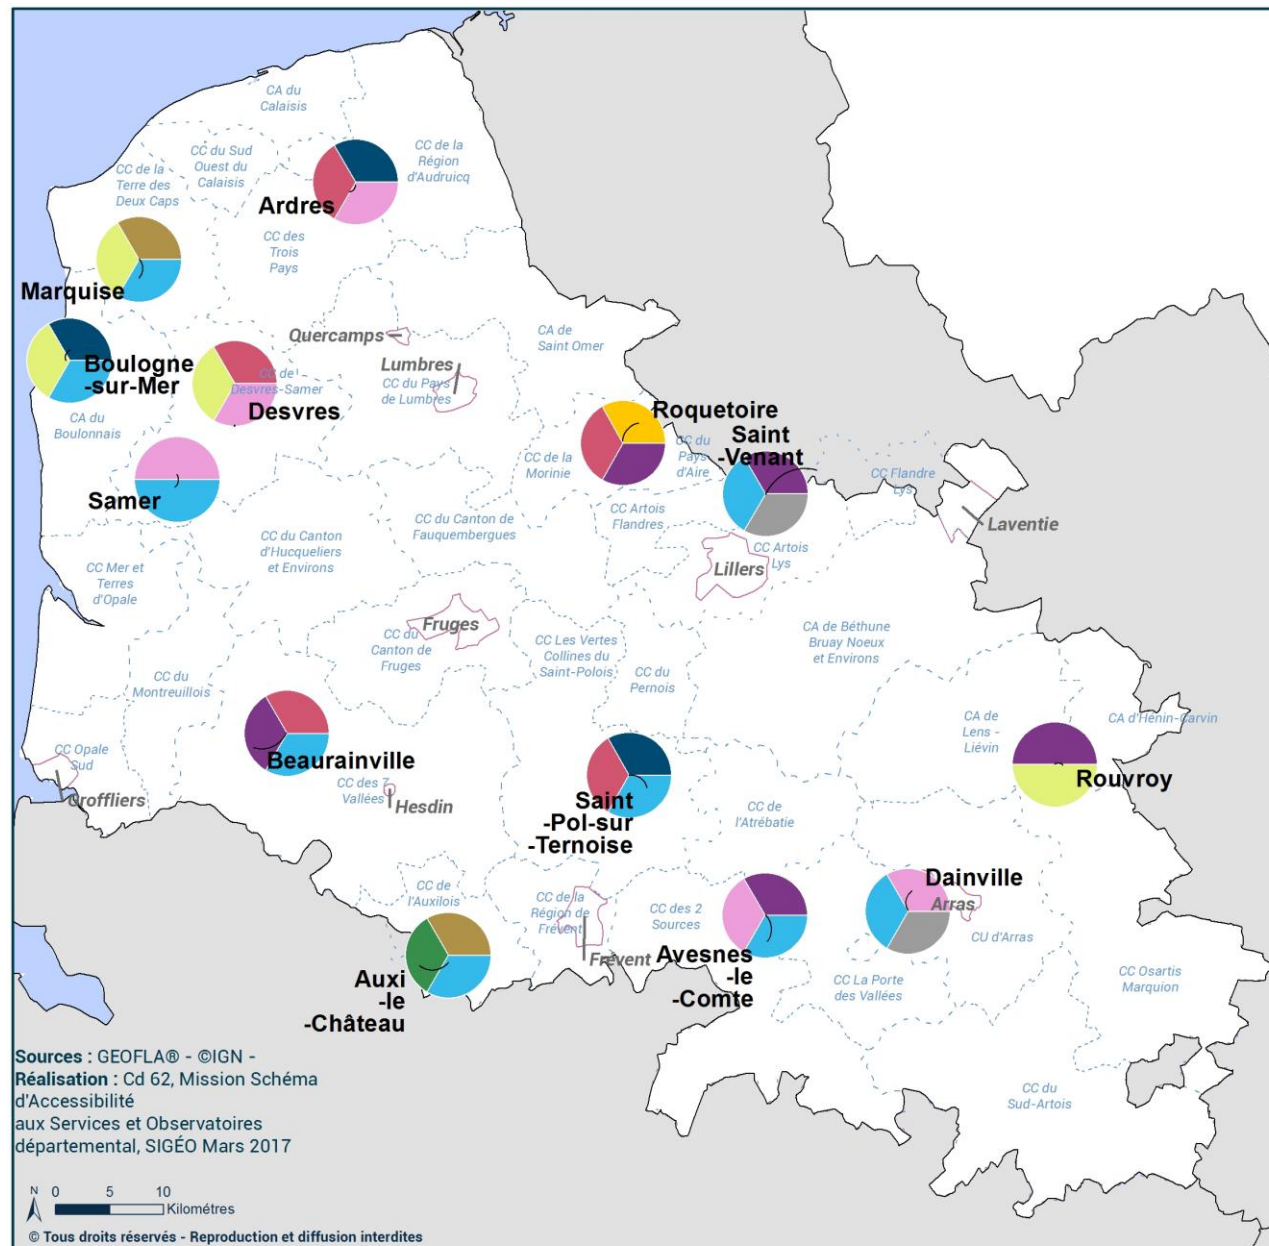 CA du
Calaisis
CC du Sud
Ouest du
Calaisis
CC de la
Région
d'Audruicq
CC de la
Terre des
Deux Caps
Ardres
CC des
Trois
Pays
Marquise
Quercamps
CA de
Saint Omer
Boulogne
-sur-Mer
CC de
Desvres-Samer
Desvres
Lumbres
CC du Pays
de Lumbres
CA du
Boulonnais
Roquetoire
Saint
-Venant
CC du
Pays
d'Aire
CC de la
Morinie
CC Flandre
Lys
Samer
CC Artois
Flandres
Laventie
CC du Canton de
Fauquembergues
CC du Canton
d'Hucqueliers
et Environs
CC Artois
Lys
Lillers
CC Mer et
Terres
d'Opale
Fruges
CC du
Canton de
Fruges
CC Les Vertes
Collines du
Saint-Polois
CC du
Pernois
CA de Béthune
Bruay Noeux
et Environs
CC du
Montreuillois
CA de
Lens -
Liévin
CA d'Hénin-Carvin
CC Opale
Sud
Groffliers
Beaurainville
CC des 7
Vallées
Hesdin
Saint
-Pol-sur
-Ternoise
CC de
l'Atrébatie
Rouvroy
CC de
l'Auxilois
CC de la
Région de
Frévent
Frévent
CC des 2
Sources
Dainville
Arras
CU d'Arras
Auxi
-le
-Château
Avesnes
-le
-Comte
CC La Porte
des Vallées
CC Osartis
Marquion
CC du
Sud-Artois
Sources : GEOFLA® - ©IGN -
Réalisation : Cd 62, Mission Schéma
d'Accessibilité
aux Services et Observatoires
départemental, SIGÉO Mars 2017
N
0 5 10
Kilométres
© Tous droits réservés - Reproduction et diffusion interdites